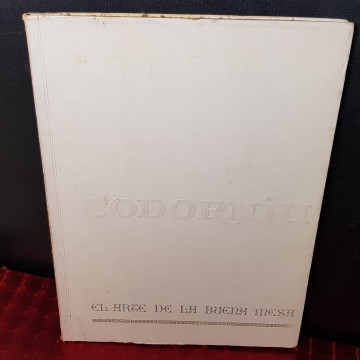 CODORNIU
EL ARTE DE LA BUENA MESA